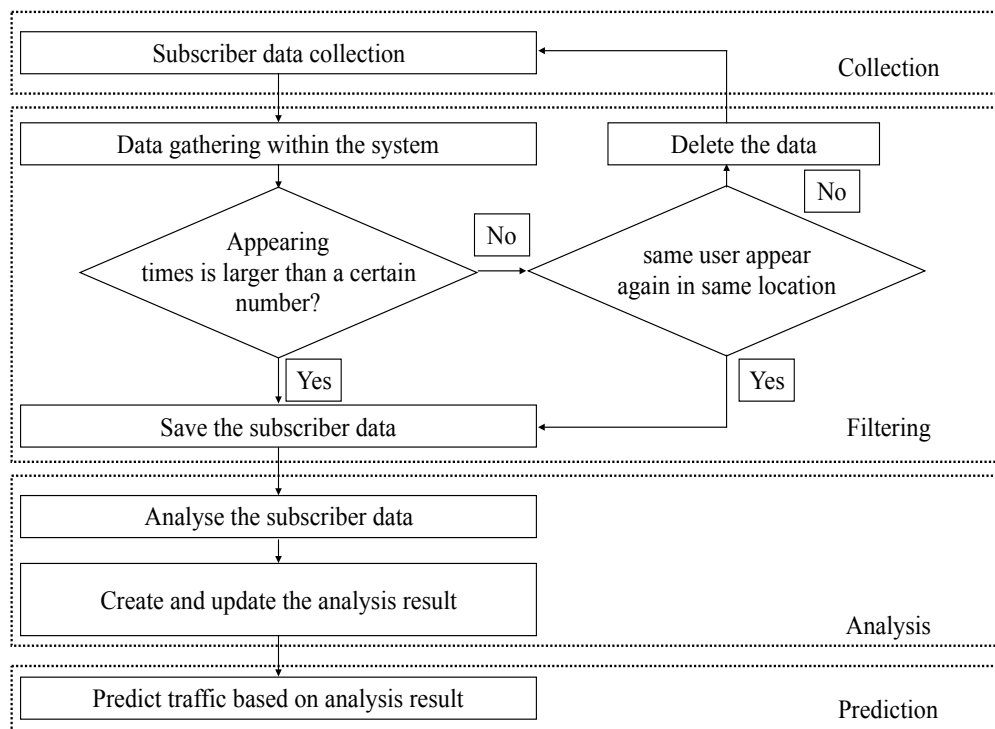 Subscriber data collection
Collection
Data gathering within the system
Delete the data
No
Appearing
times is larger than a certain
number?
No
same user appear
again in same location
Yes
Yes
Save the subscriber data
Filtering
Analyse the subscriber data
Create and update the analysis result
Analysis
Predict traffic based on analysis result
Prediction